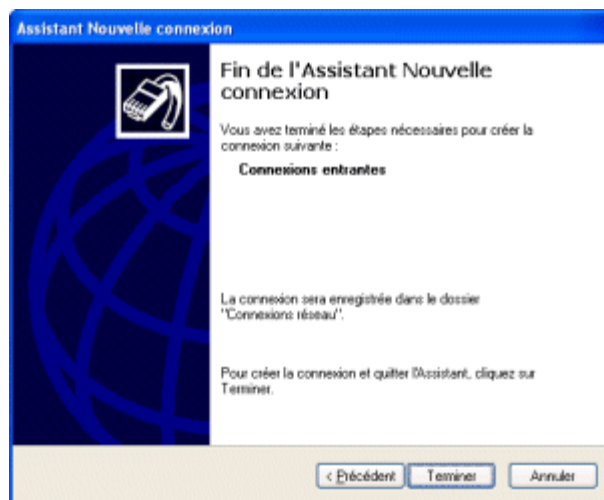 Assistant Nouvelle connexion
Fin de l'Assistant Nouvelle
connexion
Vous avez terminé les étapes nécessaires pour créer la
connexion suivante :
Connexions entrantes
La connexion sera enregistrée dans le dossier
"Connexions réseau".
Pour créer la connexion et quitter l'Assistant, cliquez sur
Terminer.
< Précédent Terminer Annuler